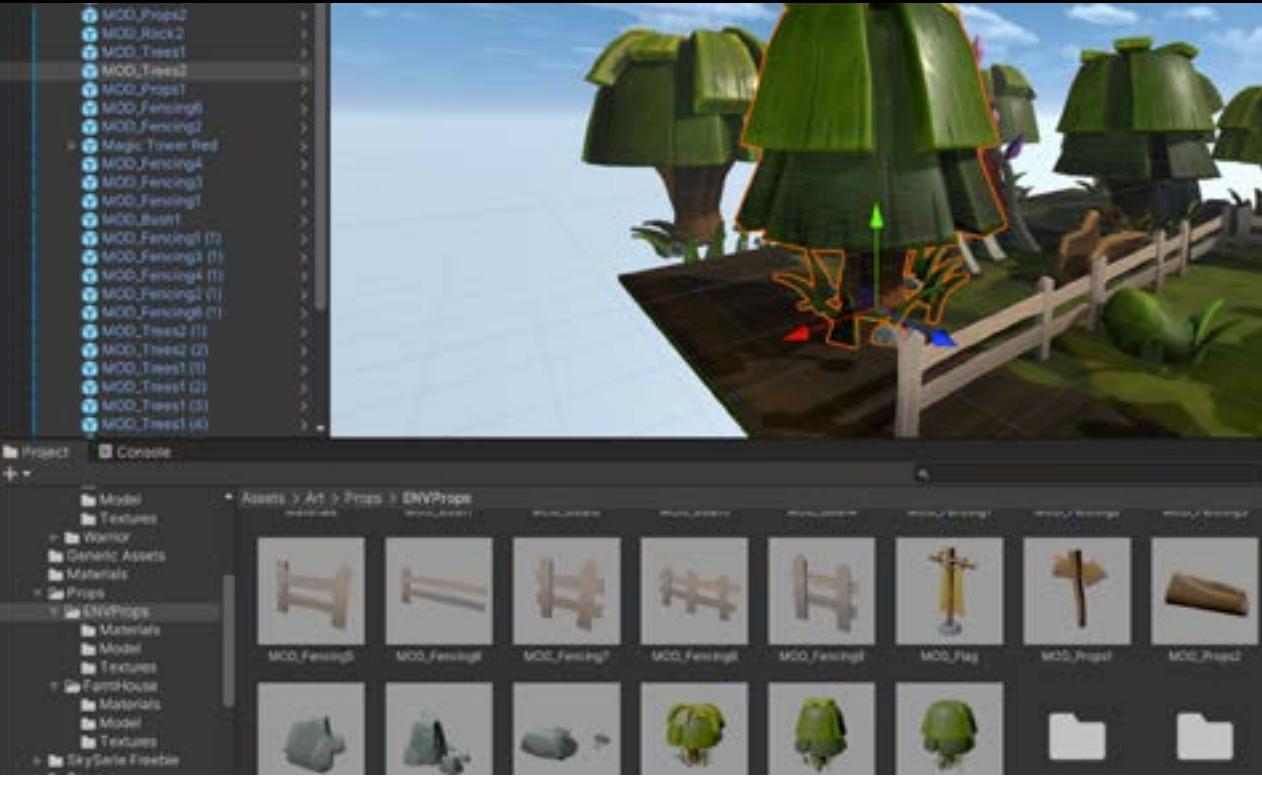 MOD_Props2
MOD_Rock2
MOD_Trees1
MOD_Trees2
MOD_Props1
MOD_Fencing6
MOD_Fencing2
Magic Tower Red
MOD_Fencing4
MOD_Fencing3
MOD_Fencing1
MOD_Bush1
MOD_Fencing1 (1)
MOD_Fencing3 (1)
MOD_Fencing4 (1)
MOD_Fencing2 (1)
MOD_Fencing6 (1)
MOD_Trees2 (1)
MOD_Trees2 (2)
MOD_Trees1 (1)
MOD_Trees1 (2)
MOD_Trees1 (3)
MOD_Trees1 (4)
Project Console
Model
Textures
Warrior
Generic Assets
Materials
Props
ENVProps
Materials
Model
Textures
FarmHouse
Materials
Model
Textures
SkySerie Freebie
Assets > Art > Props > ENVProps
MOD_Fencing5 MOD_Fencing6 MOD_Fencing7 MOD_Fencing8 MOD_Fencing9 MOD_Flag MOD_Props1 MOD_Props2